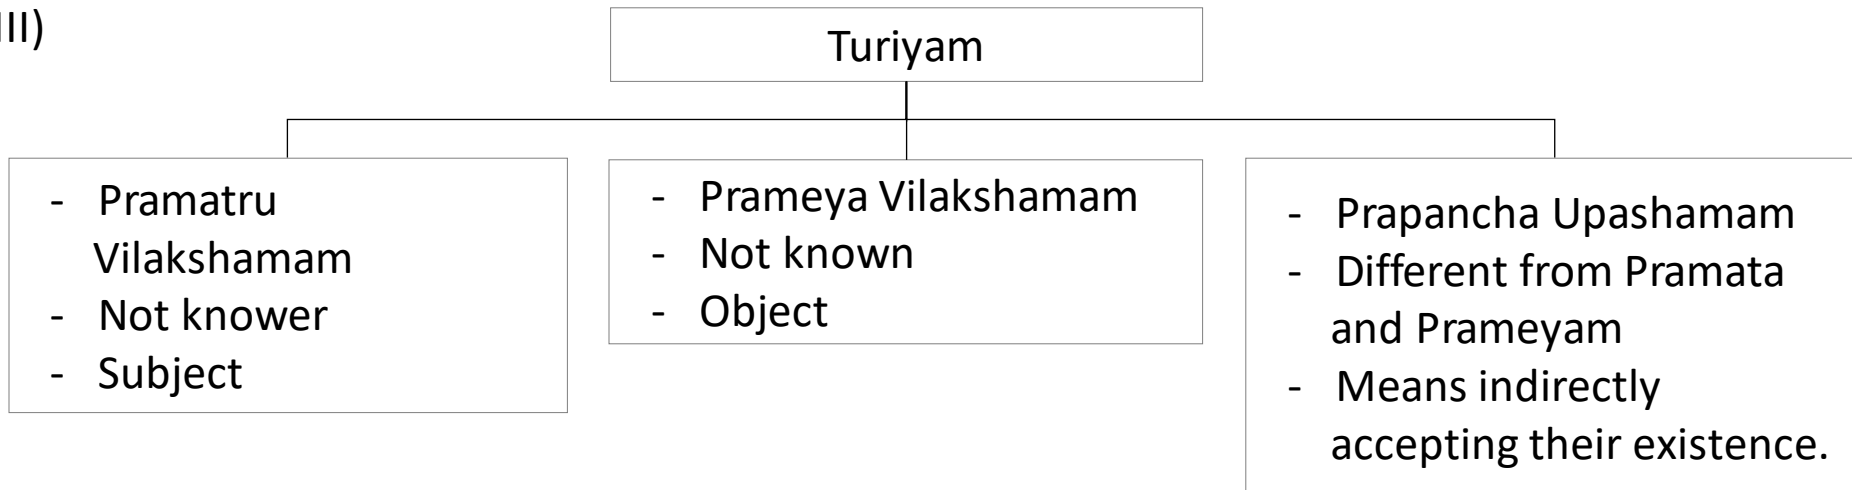 III)
Turiyam
- Pramatru
Vilakshamam
- Not knower
- Subject
- Prameya Vilakshamam
- Not known
- Object
- Prapancha Upashamam
- Different from Pramata
and Prameyam
- Means indirectly
accepting their existence.